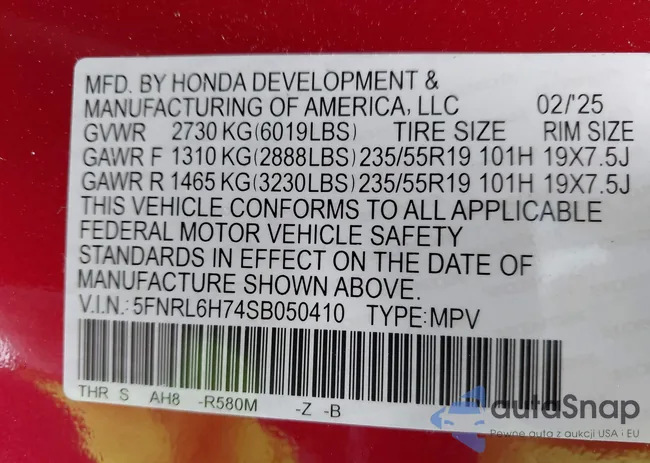 MFD. BY HONDA DEVELOPMENT &
MANUFACTURING OF AMERICA, LLC 02/'25
GVWR 2730 KG(6019LBS) TIRE SIZE RIM SIZE
GAWR F 1310 KG(2888LBS) 235/55R19 101H 19X7.5J
GAWR R 1465 KG(3230LBS) 235/55R19 101H 19X7.5J
THIS VEHICLE CONFORMS TO ALL APPLICABLE
FEDERAL MOTOR VEHICLE SAFETY
STANDARDS IN EFFECT ON THE DATE OF
MANUFACTURE SHOWN ABOVE.
V.I.N.: 5FNRL6H74SB050410 TYPE:MPV
THR S AH8 -R580M -Z -B
autaSnap
Pewne auta z aukcji USA i EU